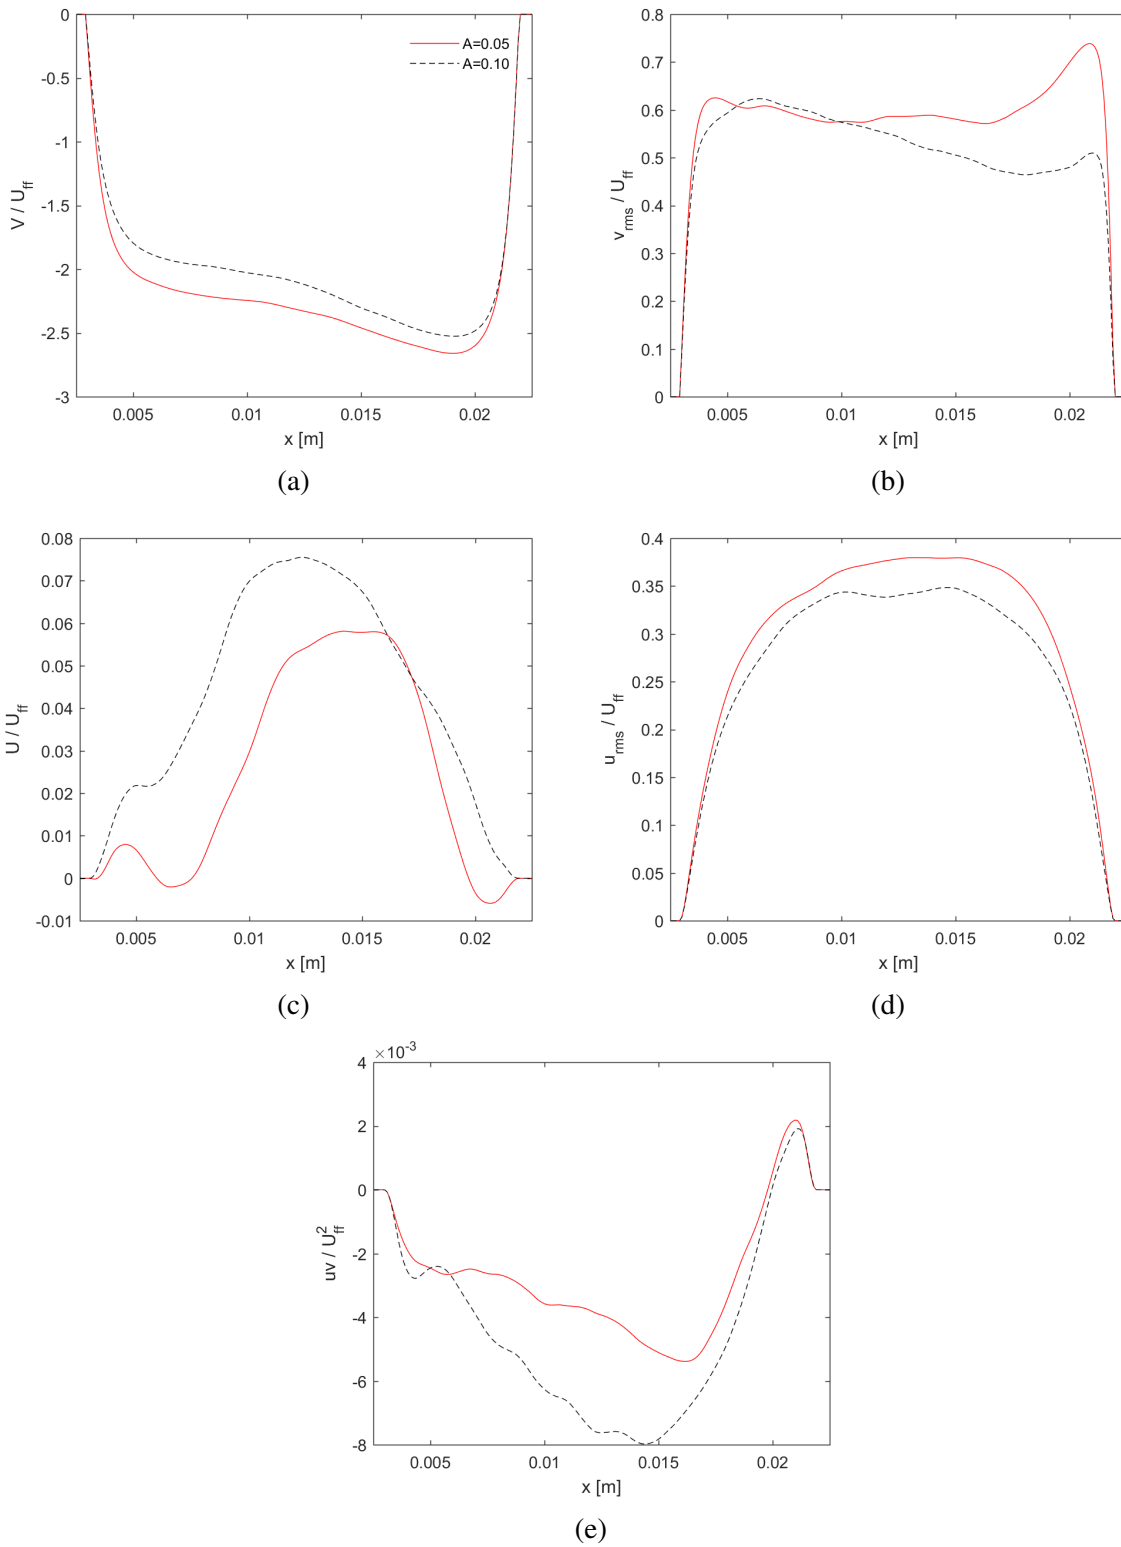 0
-0.5
-1
-1.5
-2
-2.5
-3
V / U_ff
0.005 0.01 0.015 0.02
x [m]
A=0.05
A=0.10
(a)
0.8
0.7
0.6
0.5
0.4
0.3
0.2
0.1
0
v_rms / U_ff
0.005 0.01 0.015 0.02
x [m]
(b)
0.08
0.07
0.06
0.05
0.04
0.03
0.02
0.01
0
-0.01
U / U_ff
0.005 0.01 0.015 0.02
x [m]
(c)
0.4
0.35
0.3
0.25
0.2
0.15
0.1
0.05
0
u_rms / U_ff
0.005 0.01 0.015 0.02
x [m]
(d)
×10^-3
4
2
0
-2
-4
-6
-8
uv / U_ff^2
0.005 0.01 0.015 0.02
x [m]
(e)